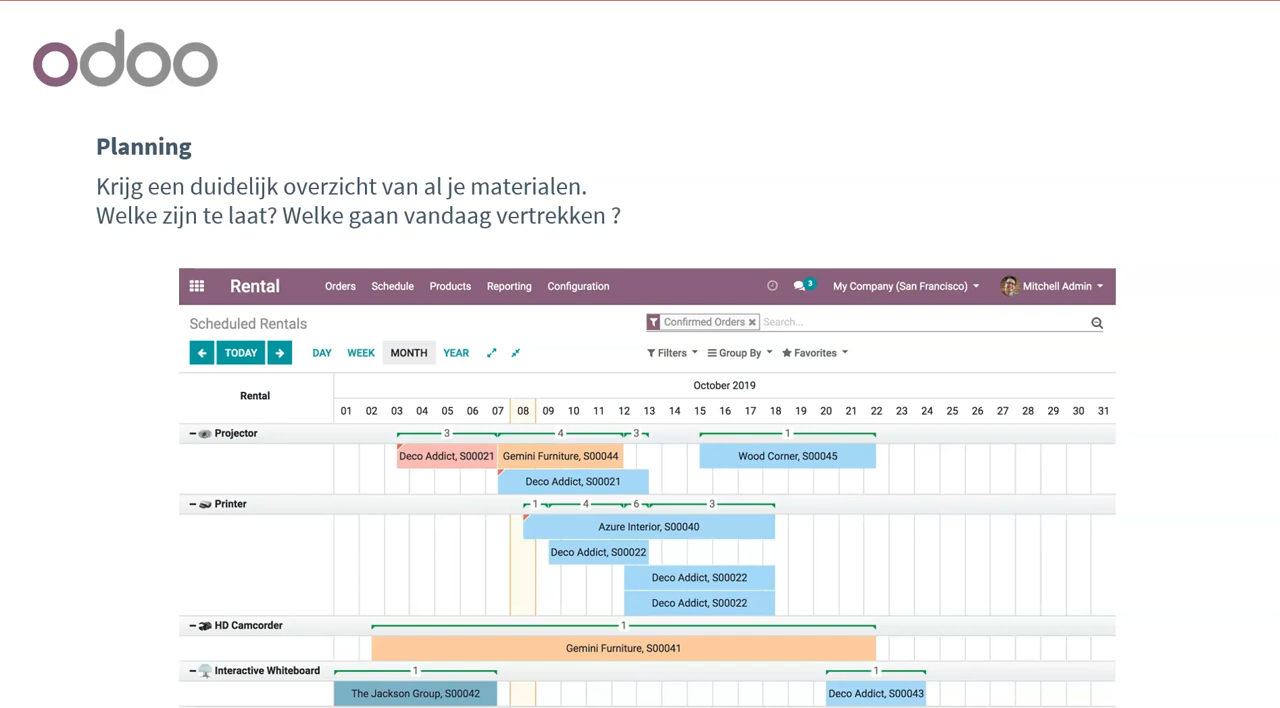 odoo
Planning
Krijg een duidelijk overzicht van al je materialen.
Welke zijn te laat? Welke gaan vandaag vertrekken ?
Rental Orders Schedule Products Reporting Configuration 3 My Company (San Francisco) Mitchell Admin
Scheduled Rentals Confirmed Orders × Search...
TODAY DAY WEEK MONTH YEAR Filters Group By Favorites
Rental October 2019
01 02 03 04 05 06 07 08 09 10 11 12 13 14 15 16 17 18 19 20 21 22 23 24 25 26 27 28 29 30 31
Projector 3 4 3 1
Deco Addict, S00021 Gemini Furniture, S00044 Wood Corner, S00045
Deco Addict, S00021
Printer 1 4 6 3
Azure Interior, S00040
Deco Addict, S00022
Deco Addict, S00022
Deco Addict, S00022
HD Camcorder 1
Gemini Furniture, S00041
Interactive Whiteboard 1 1
The Jackson Group, S00042 Deco Addict, S00043